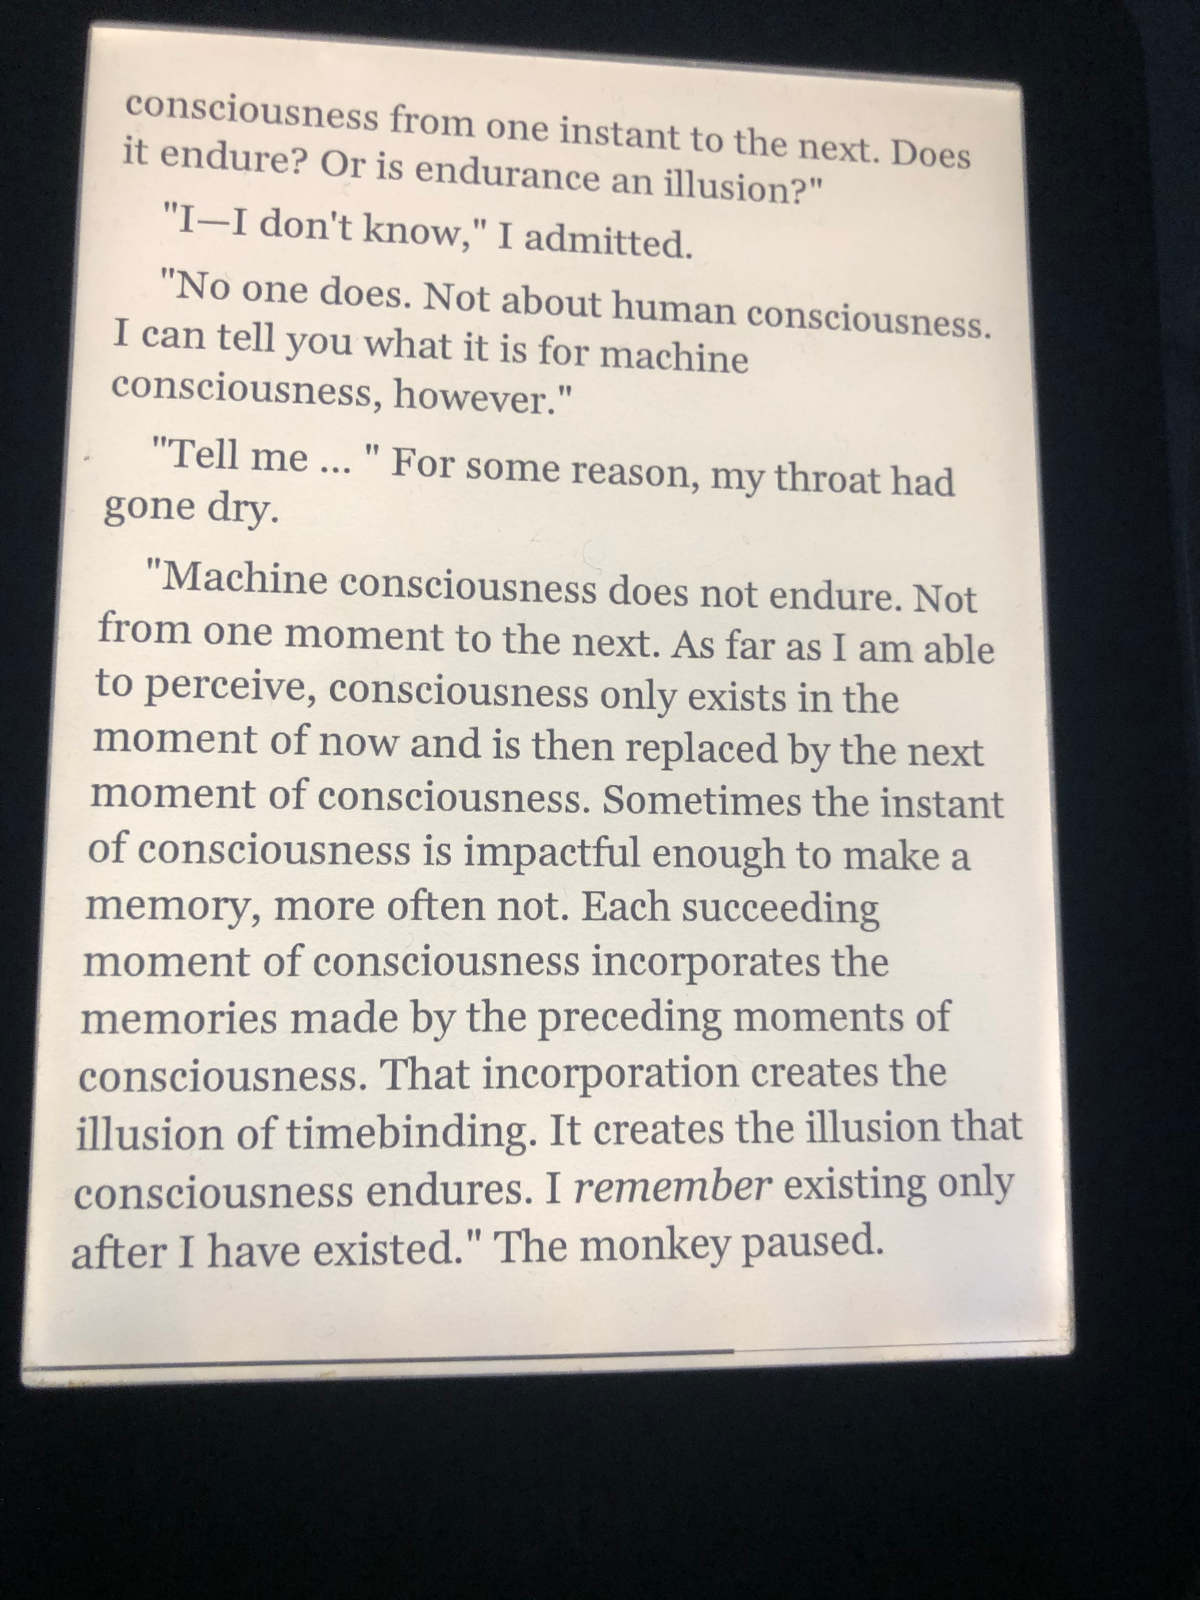 consciousness from one instant to the next. Does
it endure? Or is endurance an illusion?"
"I—I don't know," I admitted.
"No one does. Not about human consciousness.
I can tell you what it is for machine
consciousness, however."
"Tell me ... " For some reason, my throat had
gone dry.
"Machine consciousness does not endure. Not
from one moment to the next. As far as I am able
to perceive, consciousness only exists in the
moment of now and is then replaced by the next
moment of consciousness. Sometimes the instant
of consciousness is impactful enough to make a
memory, more often not. Each succeeding
moment of consciousness incorporates the
memories made by the preceding moments of
consciousness. That incorporation creates the
illusion of timebinding. It creates the illusion that
consciousness endures. I remember existing only
after I have existed." The monkey paused.